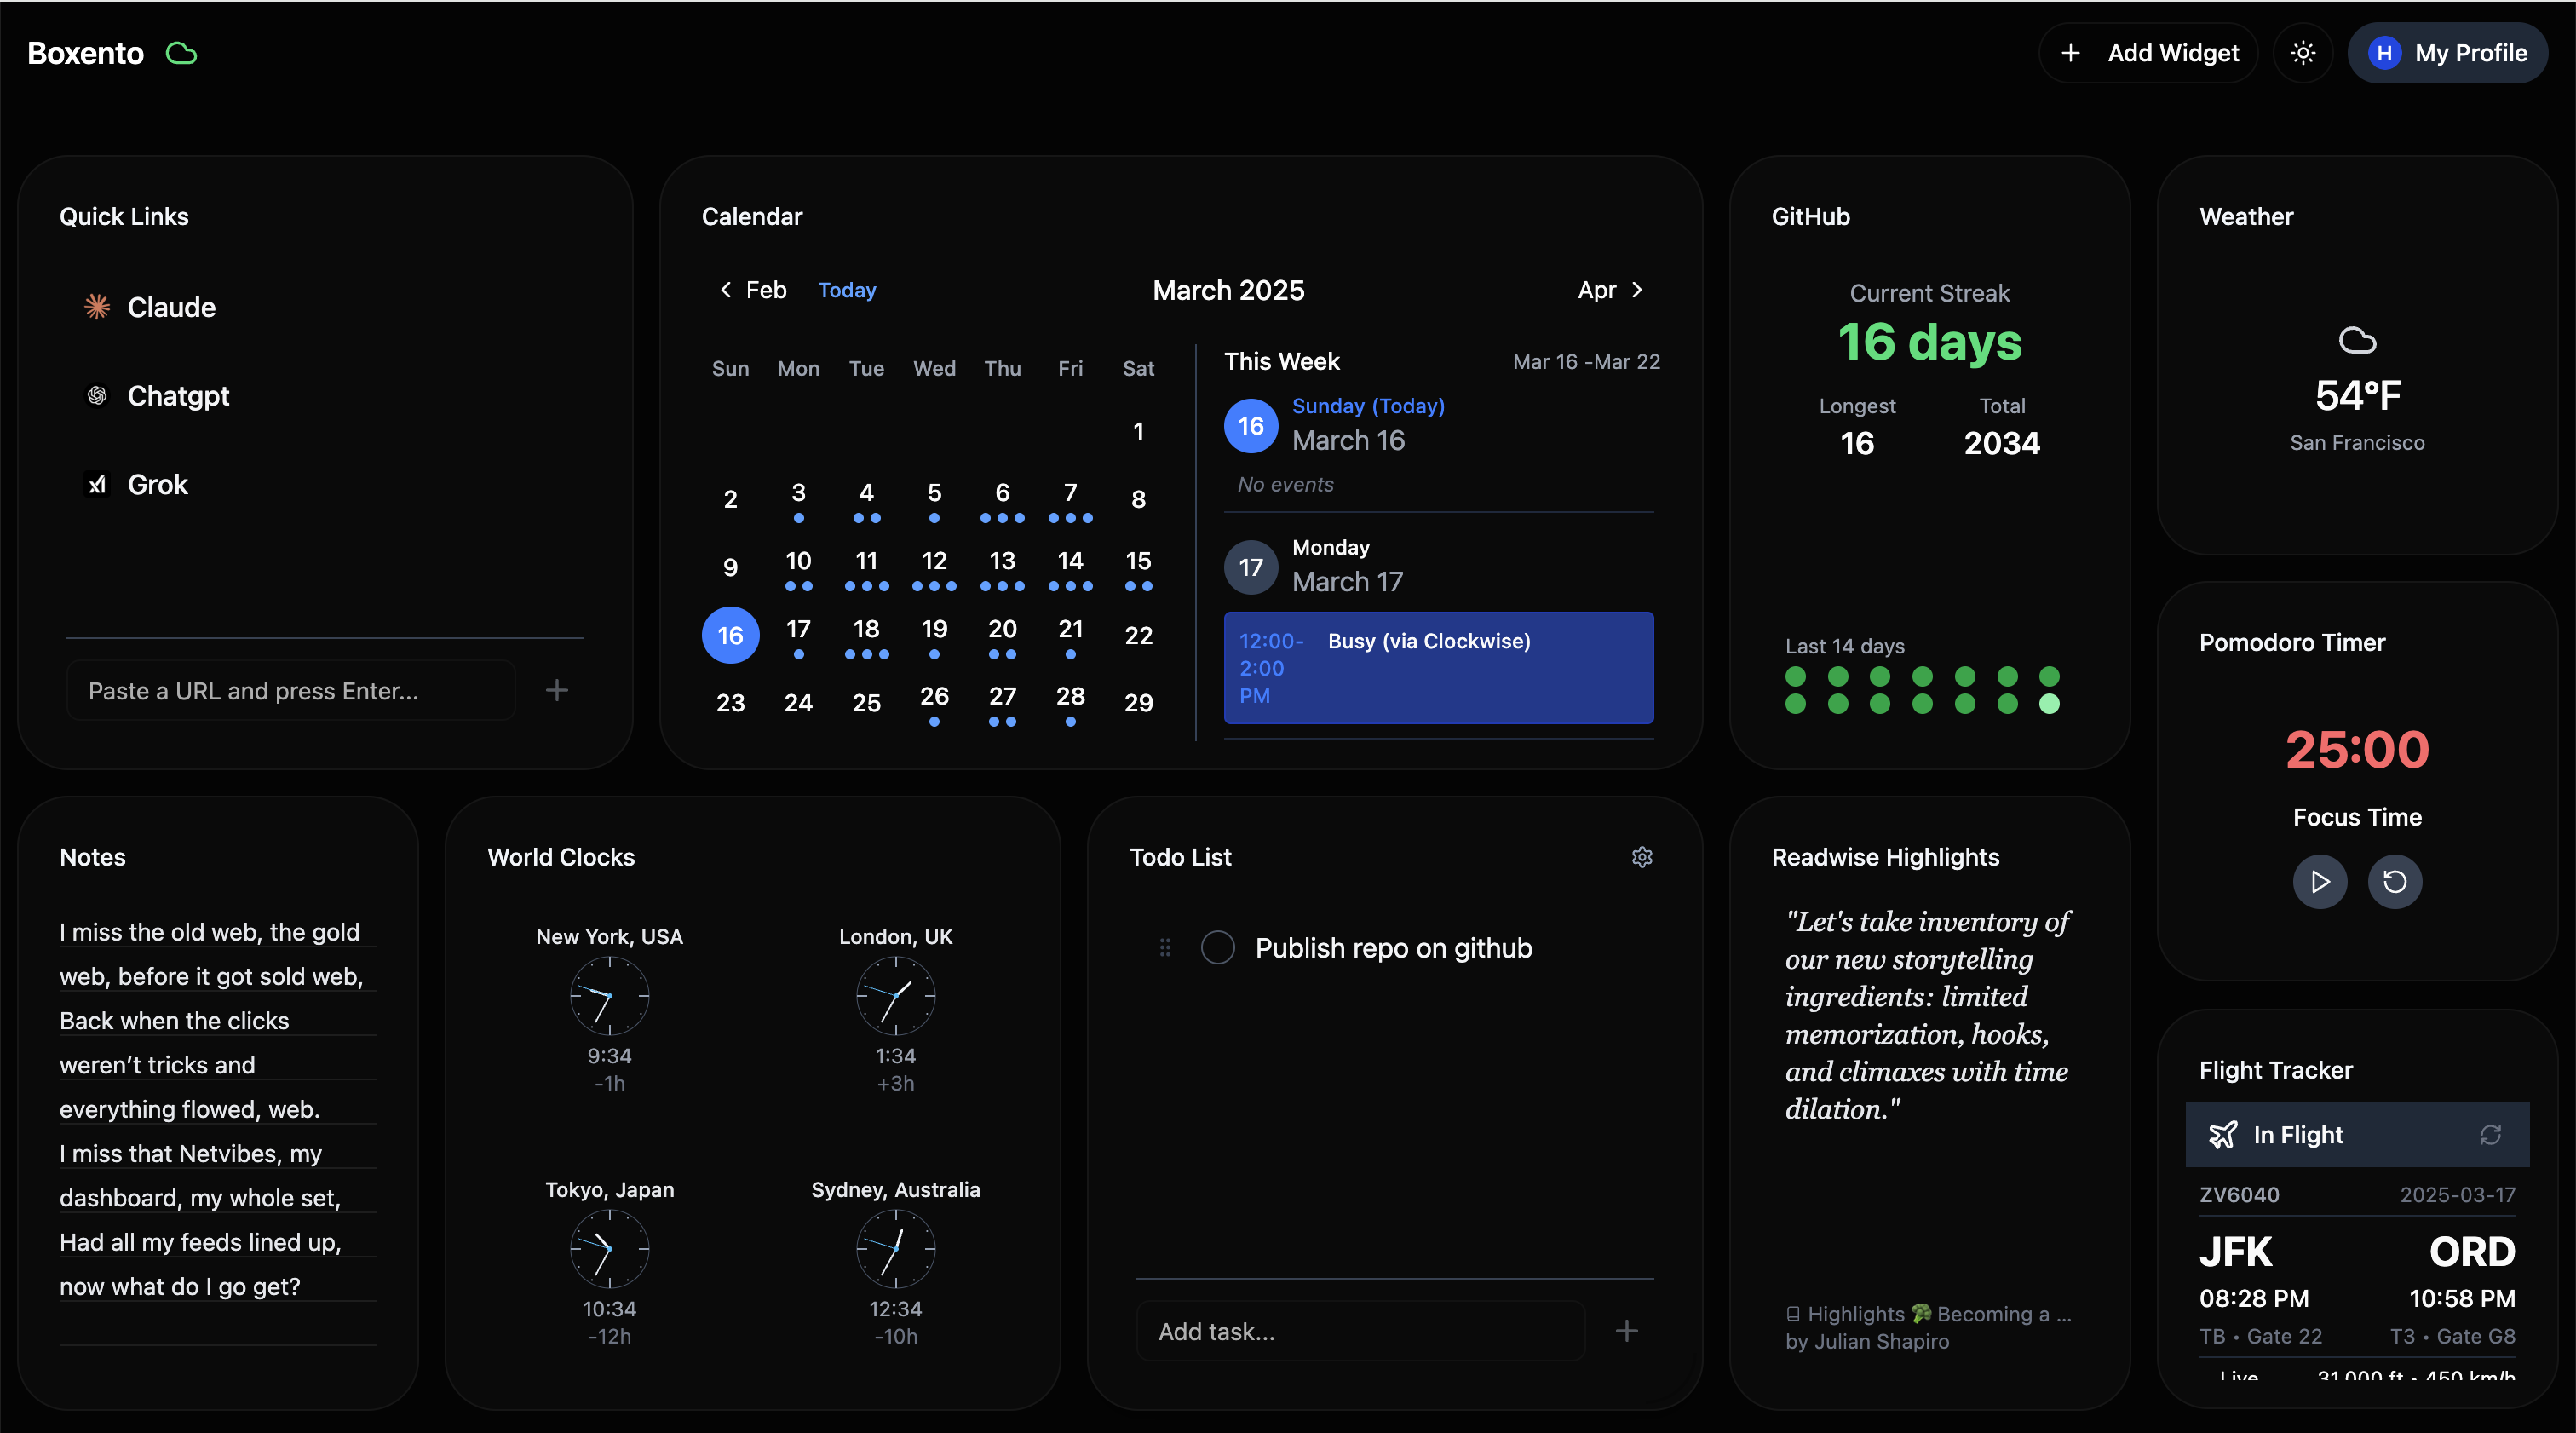 Boxento
Add Widget
H My Profile
Quick Links
Claude
Chatgpt
Grok
Paste a URL and press Enter...
Calendar
Feb Today March 2025 Apr
Sun Mon Tue Wed Thu Fri Sat
1
2 3 4 5 6 7 8
9 10 11 12 13 14 15
16 17 18 19 20 21 22
23 24 25 26 27 28 29
This Week Mar 16 -Mar 22
16 Sunday (Today)
March 16
No events
17 Monday
March 17
12:00-
2:00
PM
Busy (via Clockwise)
GitHub
Current Streak
16 days
Longest Total
16 2034
Last 14 days
Weather
54°F
San Francisco
Pomodoro Timer
25:00
Focus Time
Notes
I miss the old web, the gold
web, before it got sold web,
Back when the clicks
weren’t tricks and
everything flowed, web.
I miss that Netvibes, my
dashboard, my whole set,
Had all my feeds lined up,
now what do I go get?
World Clocks
New York, USA
9:34
-1h
London, UK
1:34
+3h
Tokyo, Japan
10:34
-12h
Sydney, Australia
12:34
-10h
Todo List
Publish repo on github
Add task...
Readwise Highlights
"Let's take inventory of
our new storytelling
ingredients: limited
memorization, hooks,
and climaxes with time
dilation."
Highlights 🥦 Becoming a ...
by Julian Shapiro
Flight Tracker
In Flight
ZV6040 2025-03-17
JFK ORD
08:28 PM 10:58 PM
TB • Gate 22 T3 • Gate G8
Live 31,000 ft • 450 km/h